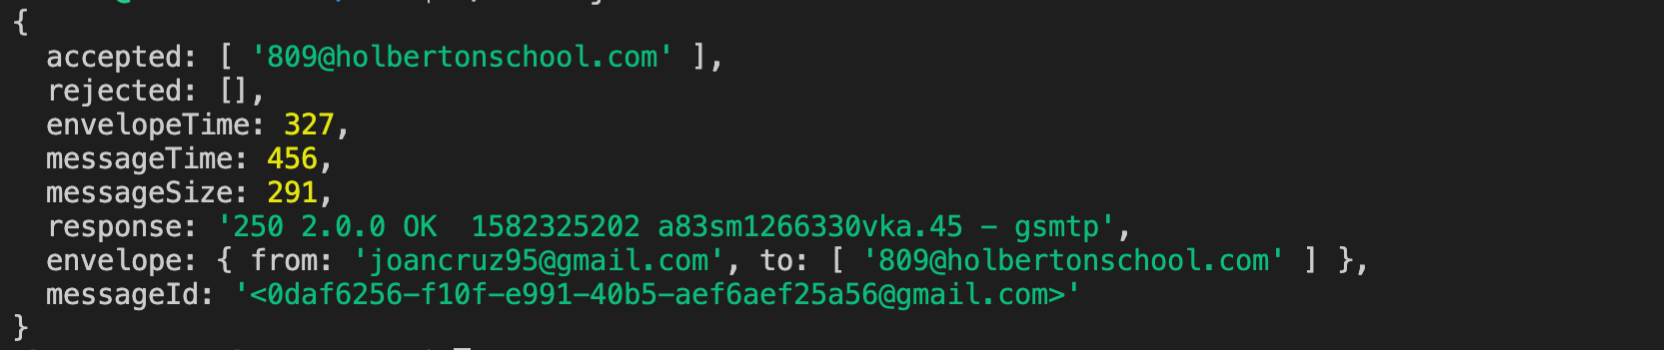 {
accepted: [ '809@holbertonschool.com' ],
rejected: [],
envelopeTime: 327,
messageTime: 456,
messageSize: 291,
response: '250 2.0.0 OK  1582325202 a83sm1266330vka.45 - gsmtp',
envelope: { from: 'joancruz95@gmail.com', to: [ '809@holbertonschool.com' ] },
messageId: '<0daf6256-f10f-e991-40b5-aef6aef25a56@gmail.com>'
}